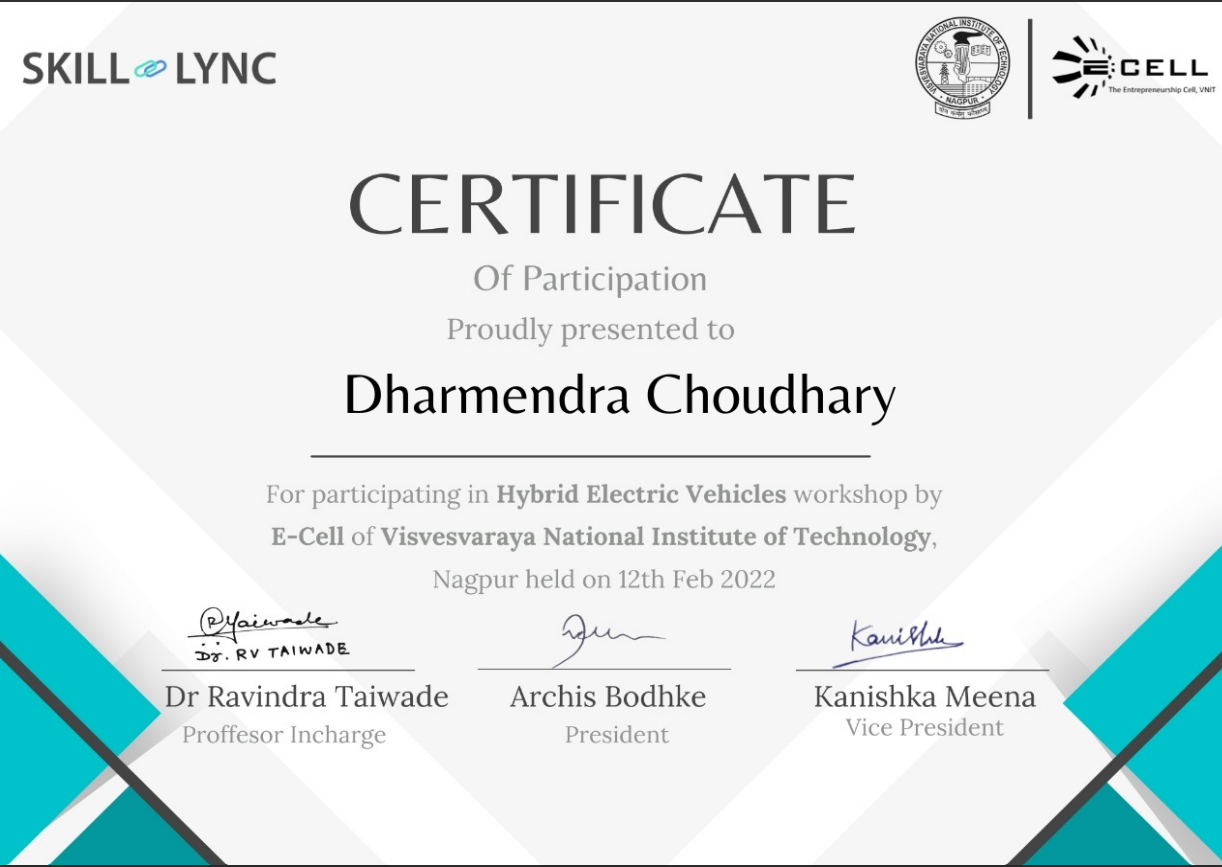 SKILL LYNC
VISVESVARAYA NATIONAL INSTITUTE OF TECHNOLOGY
NAGPUR
E-CELL
The Entrepreneurship Cell, VNIT
CERTIFICATE
Of Participation
Proudly presented to
Dharmendra Choudhary
For participating in Hybrid Electric Vehicles workshop by
E-Cell of Visvesvaraya National Institute of Technology,
Nagpur held on 12th Feb 2022
RTaiwade
Dr. RV TAIWADE
Kanishka
Dr Ravindra Taiwade
Archis Bodhke
Kanishka Meena
Proffesor Incharge
President
Vice President